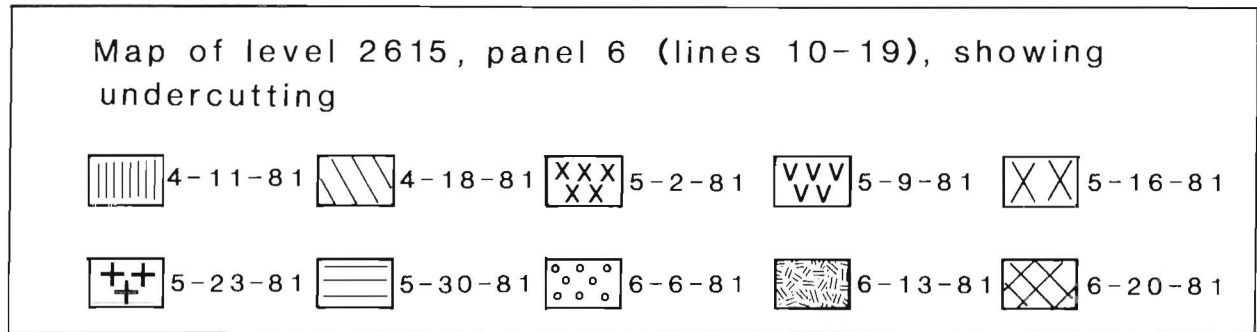 Map of level 2615, panel 6 (lines 10-19), showing
undercutting
4-11-81 4-18-81 5-2-81 5-9-81 5-16-81
5-23-81 5-30-81 6-6-81 6-13-81 6-20-81